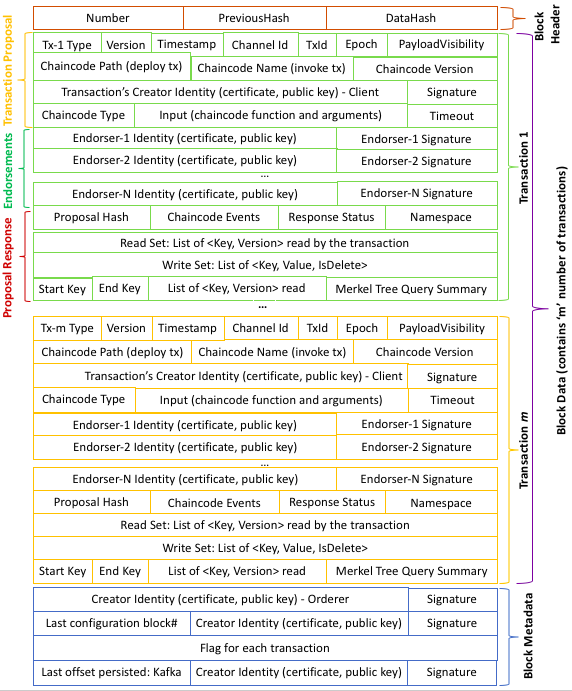 Number PreviousHash DataHash
Block Header
Transaction Proposal
Tx-1 Type Version Timestamp Channel Id TxId Epoch PayloadVisibility
Chaincode Path (deploy tx) Chaincode Name (invoke tx) Chaincode Version
Transaction's Creator Identity (certificate, public key) - Client Signature
Chaincode Type Input (chaincode function and arguments) Timeout
Endorsements
Endorser-1 Identity (certificate, public key) Endorser-1 Signature
Endorser-2 Identity (certificate, public key) Endorser-2 Signature
...
Endorser-N Identity (certificate, public key) Endorser-N Signature
Proposal Response
Proposal Hash Chaincode Events Response Status Namespace
Read Set: List of <Key, Version> read by the transaction
Write Set: List of <Key, Value, IsDelete>
Start Key End Key List of <Key, Version> read Merkel Tree Query Summary
Transaction 1
...
Tx-m Type Version Timestamp Channel Id TxId Epoch PayloadVisibility
Chaincode Path (deploy tx) Chaincode Name (invoke tx) Chaincode Version
Transaction's Creator Identity (certificate, public key) - Client Signature
Chaincode Type Input (chaincode function and arguments) Timeout
Endorser-1 Identity (certificate, public key) Endorser-1 Signature
Endorser-2 Identity (certificate, public key) Endorser-2 Signature
...
Endorser-N Identity (certificate, public key) Endorser-N Signature
Proposal Hash Chaincode Events Response Status Namespace
Read Set: List of <Key, Version> read by the transaction
Write Set: List of <Key, Value, IsDelete>
Start Key End Key List of <Key, Version> read Merkel Tree Query Summary
Transaction m
Block Data (contains 'm' number of transactions)
Creator Identity (certificate, public key) - Orderer Signature
Last configuration block# Creator Identity (certificate, public key) Signature
Flag for each transaction
Last offset persisted: Kafka Creator Identity (certificate, public key) Signature
Block Metadata